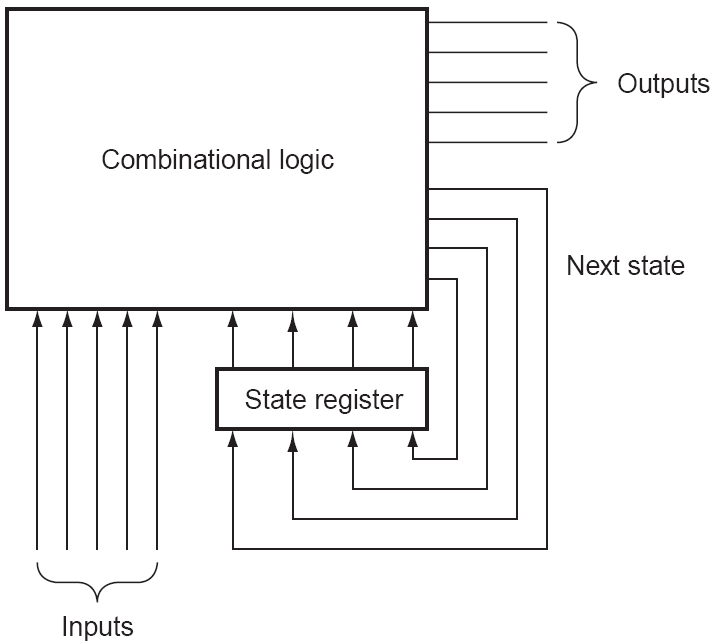 Outputs
Combinational logic
Next state
State register
Inputs